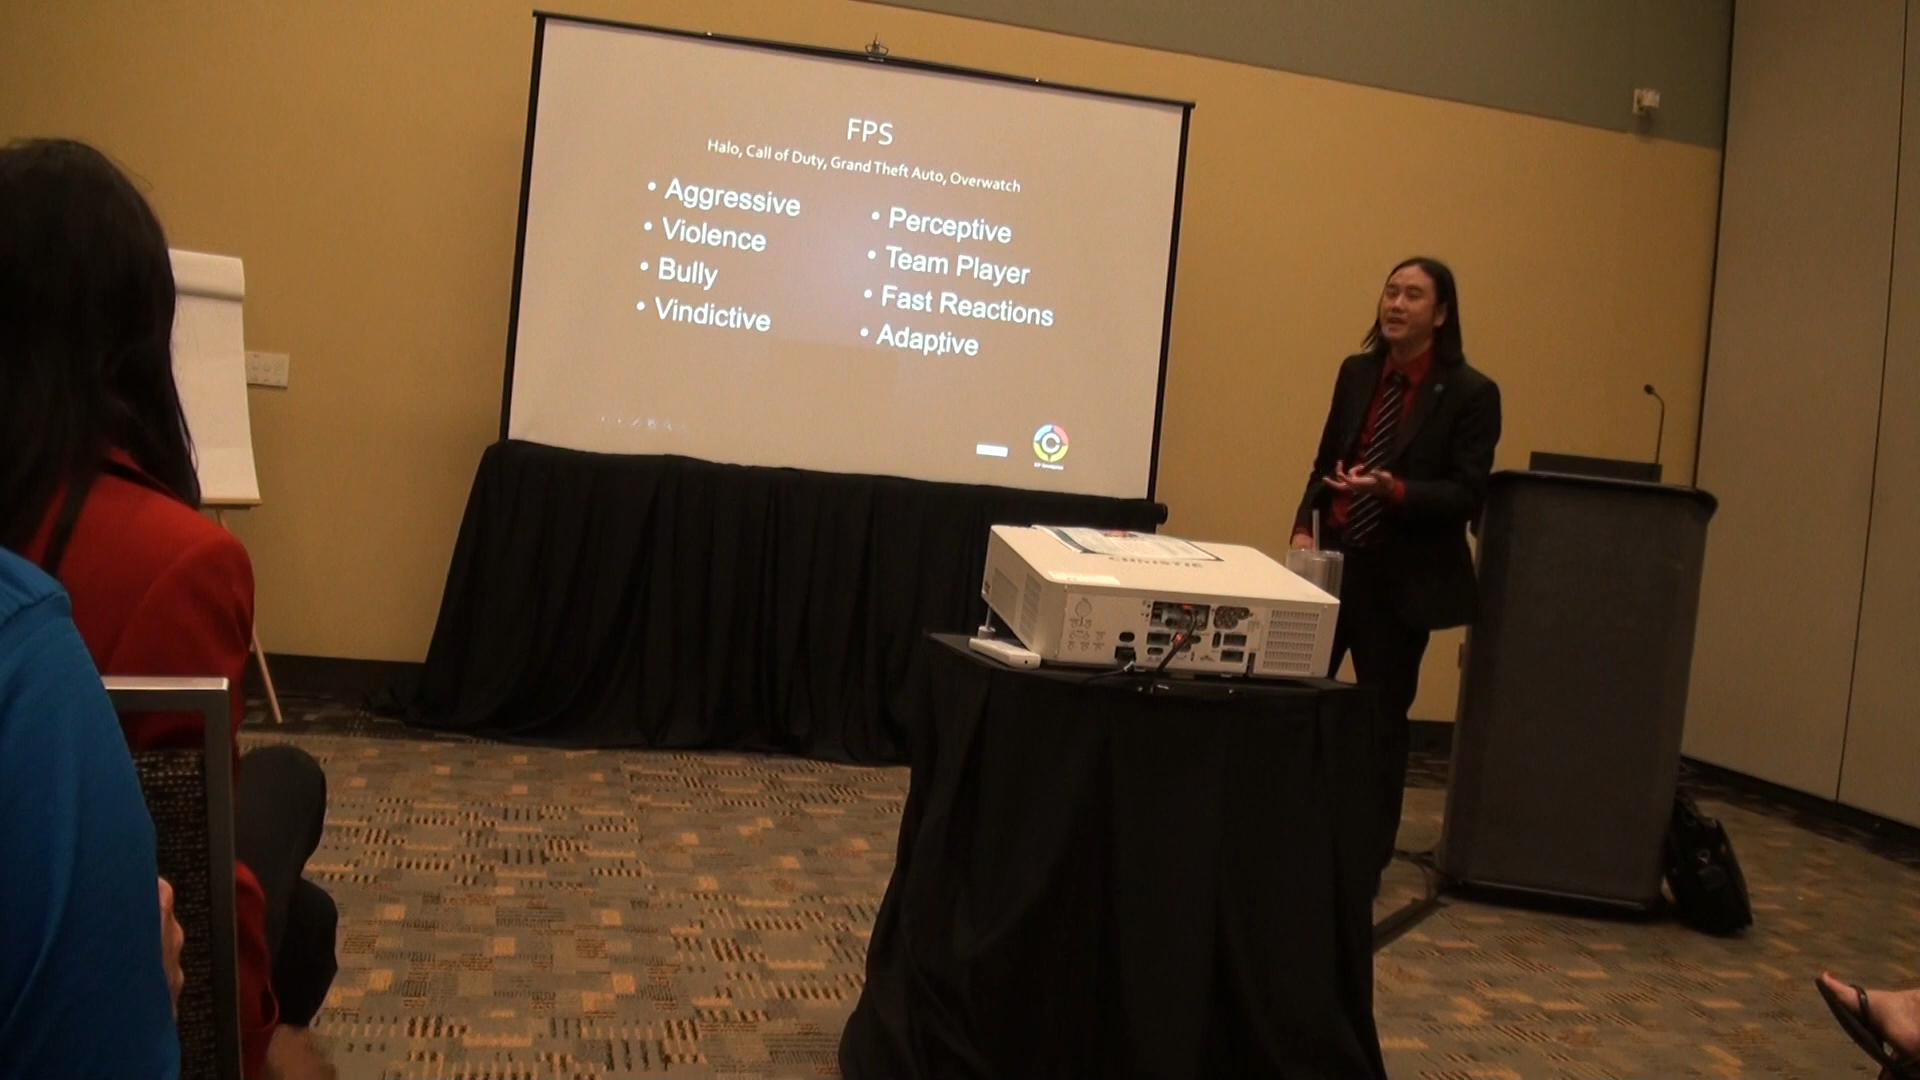 FPS
Halo, Call of Duty, Grand Theft Auto, Overwatch
• Aggressive
• Violence
• Bully
• Vindictive
• Perceptive
• Team Player
• Fast Reactions
• Adaptive
CHRISTIE